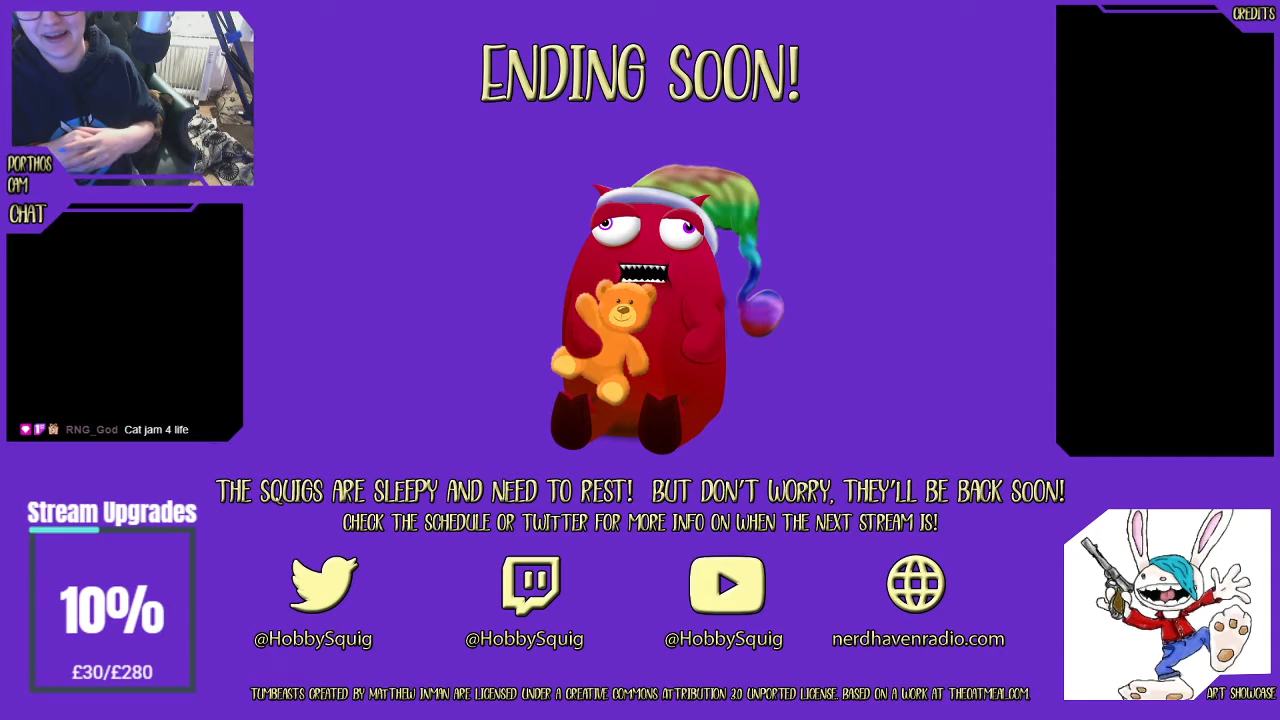 CREDITS
ENDING SOON!
PORTHOS
CAM
CHAT
RNG_God Cat jam 4 life
THE SQUIGS ARE SLEEPY AND NEED TO REST! BUT DON'T WORRY, THEY'LL BE BACK SOON!
CHECK THE SCHEDULE OR TWITTER FOR MORE INFO ON WHEN THE NEXT STREAM IS!
Stream Upgrades
10%
£30/£280
@HobbySquig
@HobbySquig
@HobbySquig
nerdhavenradio.com
TUMBEASTS CREATED BY MATTHEW INMAN ARE LICENSED UNDER A CREATIVE COMMONS ATTRIBUTION 3.0 UNPORTED LICENSE. BASED ON A WORK AT THEOATMEAL.COM.
ART SHOWCASE